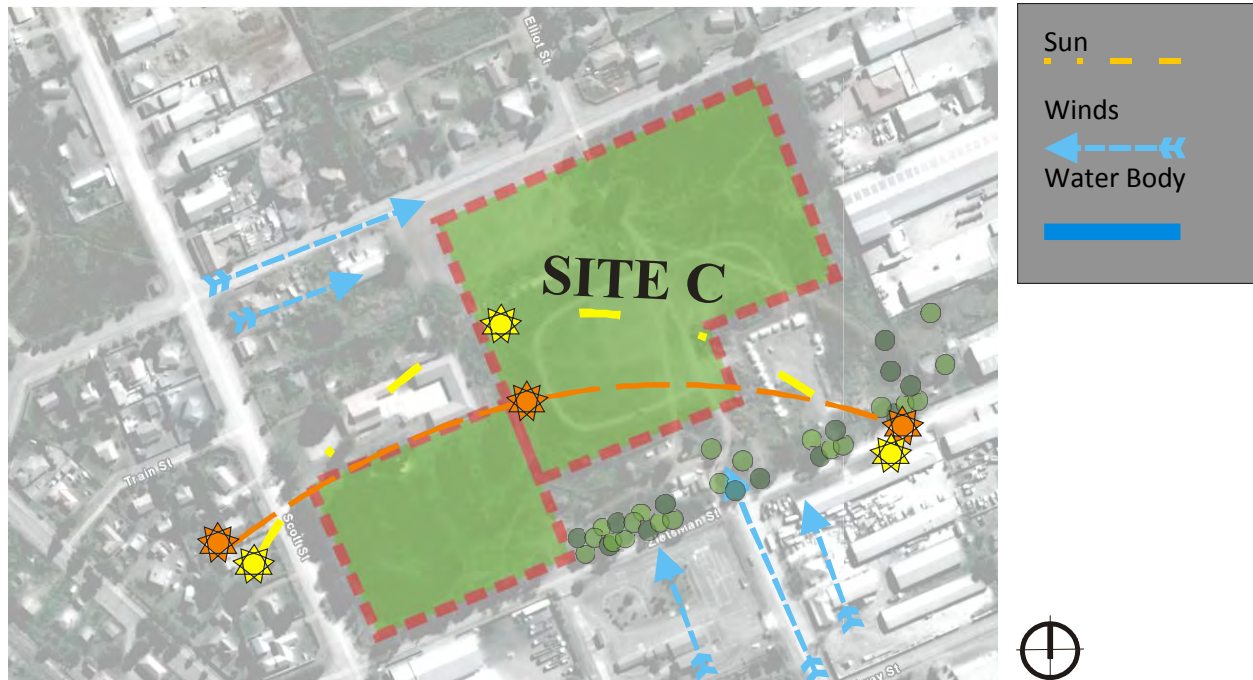 Elliot St
SITE C
Train St
Scott St
Zietsman St
Sun
Winds
Water Body